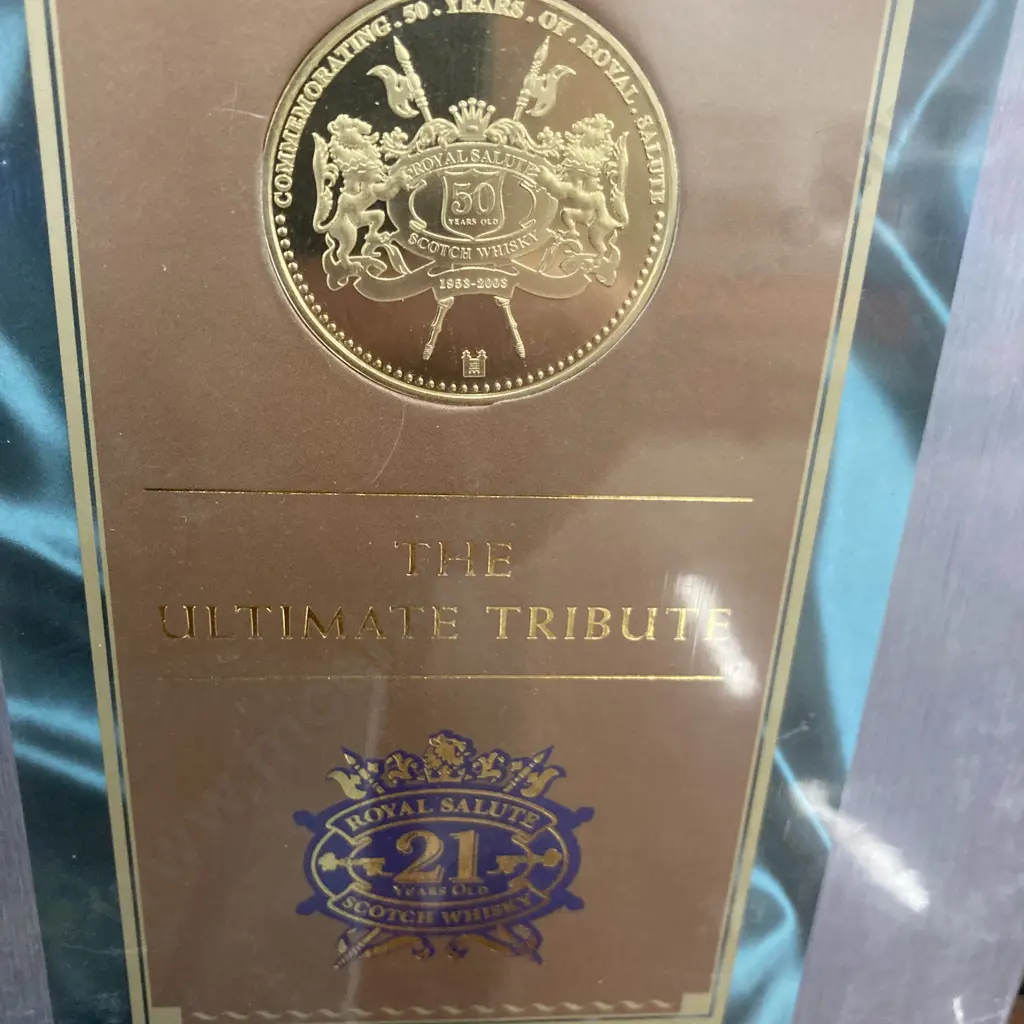 COMMEMORATING . 50 . YEARS . OF . ROYAL . SALUTE
ROYAL SALUTE
50
YEARS OLD
SCOTCH WHISKY
1953-2003
THE
ULTIMATE TRIBUTE
ROYAL SALUTE
21
YEARS OLD
SCOTCH WHISKY